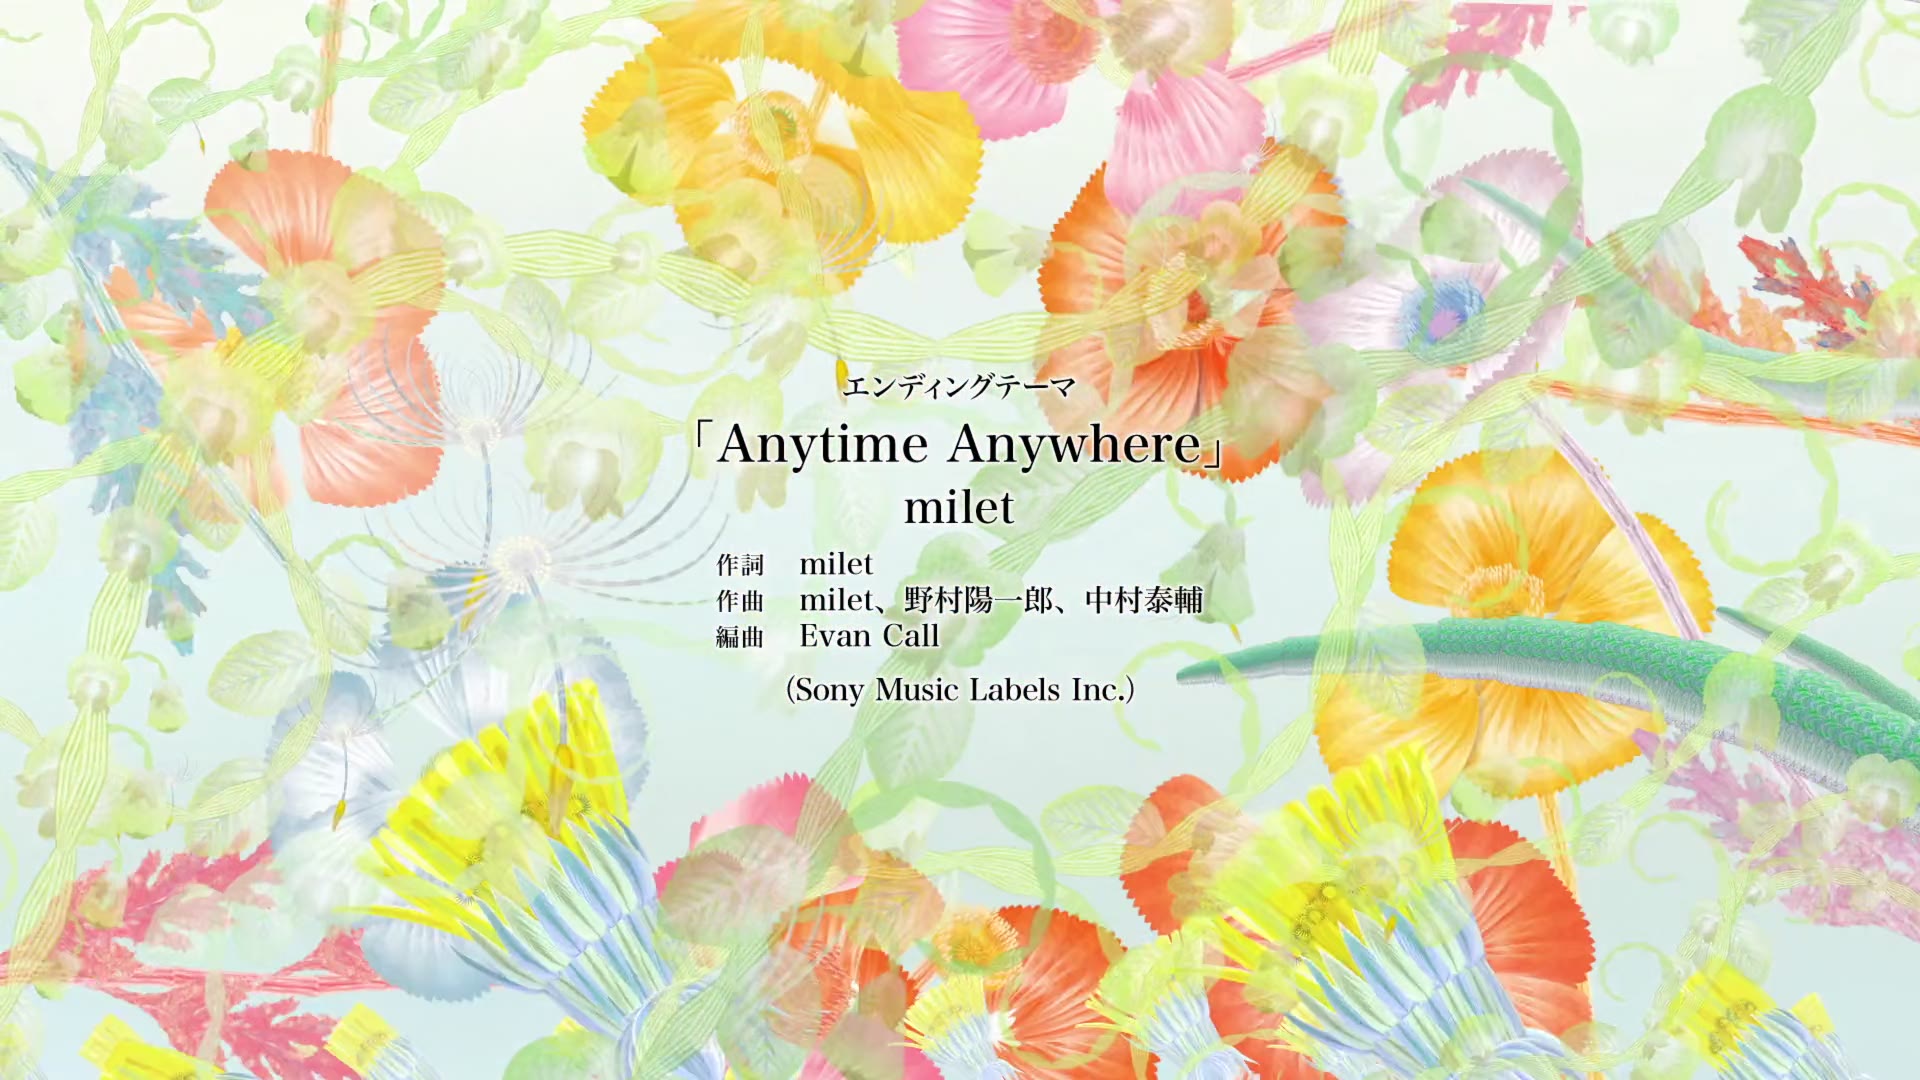 エンディングテーマ
「Anytime Anywhere」
milet
作詞 milet
作曲 milet、野村陽一郎、中村泰輔
編曲 Evan Call
(Sony Music Labels Inc.)